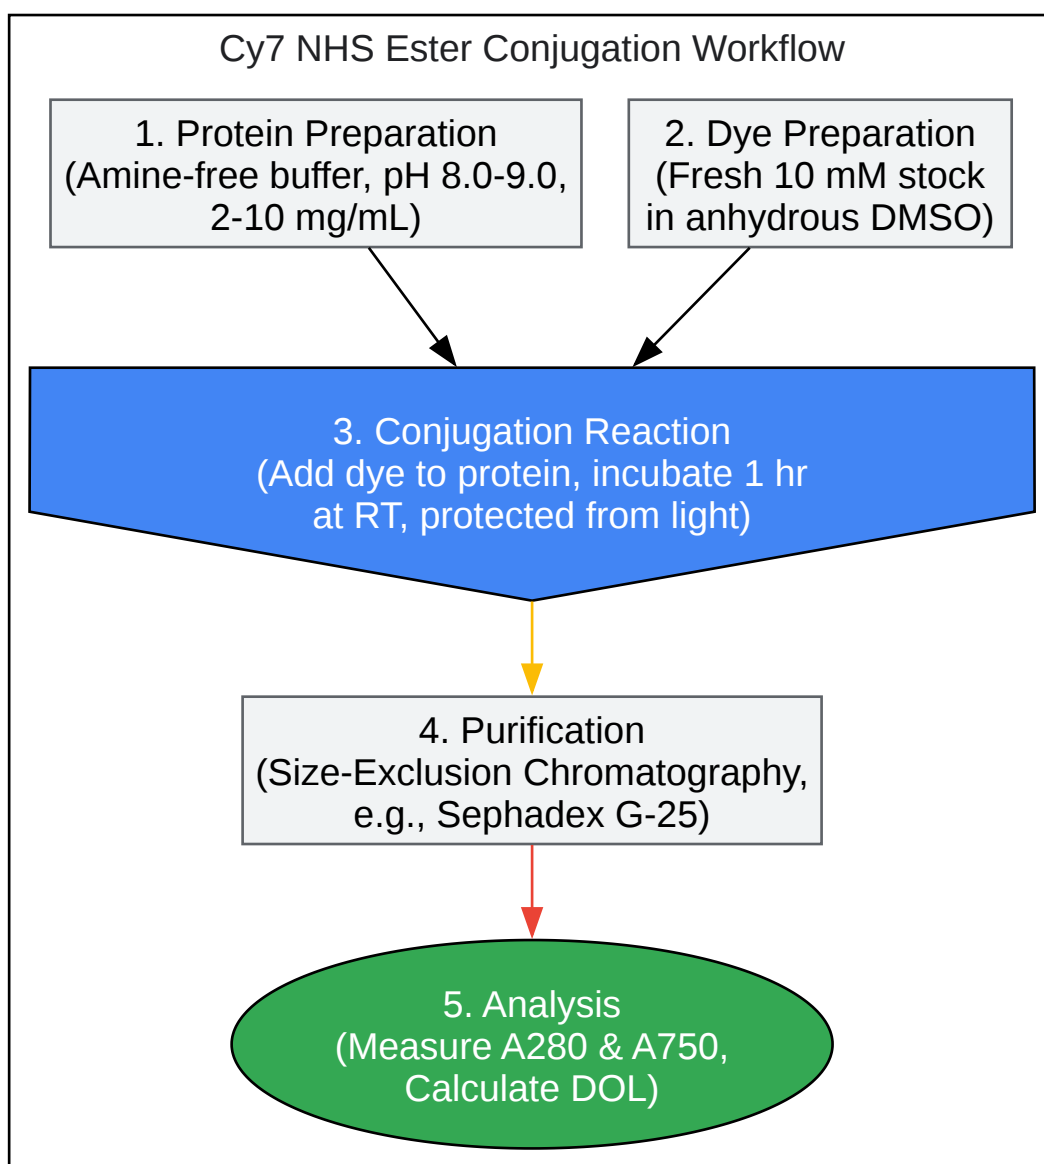 Cy7 NHS Ester Conjugation Workflow
1. Protein Preparation
(Amine-free buffer, pH 8.0-9.0,
2-10 mg/mL)
2. Dye Preparation
(Fresh 10 mM stock
in anhydrous DMSO)
3. Conjugation Reaction
(Add dye to protein, incubate 1 hr
at RT, protected from light)
4. Purification
(Size-Exclusion Chromatography,
e.g., Sephadex G-25)
5. Analysis
(Measure A280 & A750,
Calculate DOL)